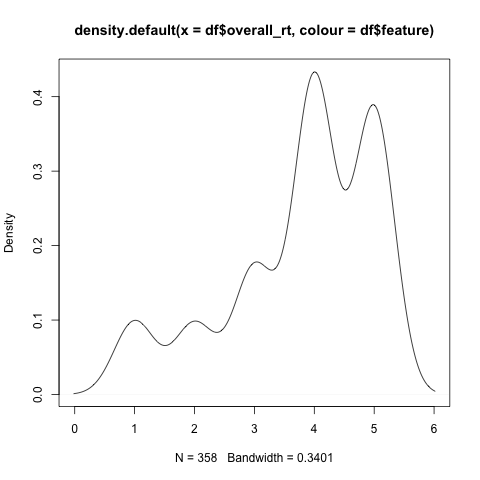 density.default(x = df$overall_rt, colour = df$feature)
0.4
0.3
0.2
0.1
0.0
Density
0 1 2 3 4 5 6
N = 358 Bandwidth = 0.3401